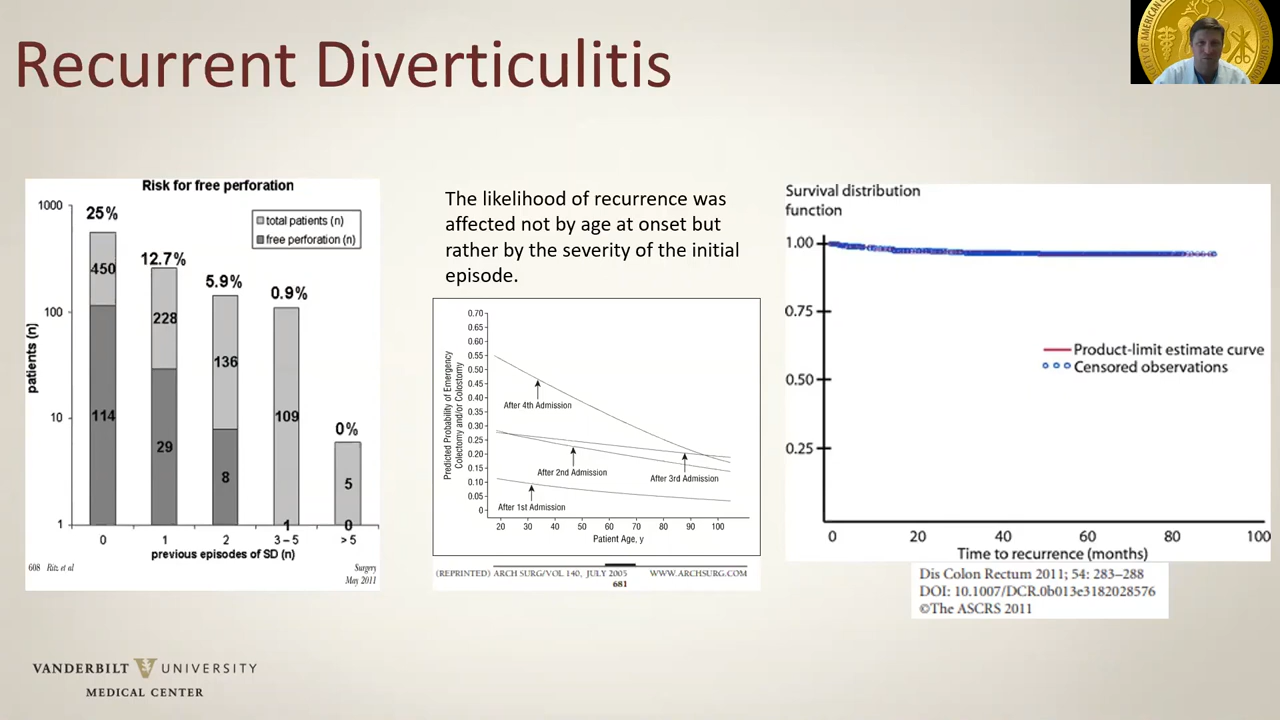 Recurrent Diverticulitis
Risk for free perforation
1000
100
10
1
patients (n)
25%
12.7%
5.9%
0.9%
0%
total patients (n)
free perforation (n)
450
228
136
109
5
114
29
8
1
0
0
1
2
3 – 5
> 5
previous episodes of SD (n)
608 Ritz et al
Surgery
May 2011
The likelihood of recurrence was
affected not by age at onset but
rather by the severity of the initial
episode.
Predicted Probability of Emergency
Colectomy and/or Colostomy
0.70
0.65
0.60
0.55
0.50
0.45
0.40
0.35
0.30
0.25
0.20
0.15
0.10
0.05
0
After 4th Admission
After 2nd Admission
After 3rd Admission
After 1st Admission
20
30
40
50
60
70
80
90
100
Patient Age, y
(REPRINTED) ARCH SURG/VOL 140, JULY 2005 WWW.ARCHSURG.COM
681
Survival distribution
function
1.00
0.75
0.50
0.25
Product-limit estimate curve
Censored observations
0
20
40
60
80
100
Time to recurrence (months)
Dis Colon Rectum 2011; 54: 283–288
DOI: 10.1007/DCR.0b013e3182028576
©The ASCRS 2011
VANDERBILT V UNIVERSITY
MEDICAL CENTER